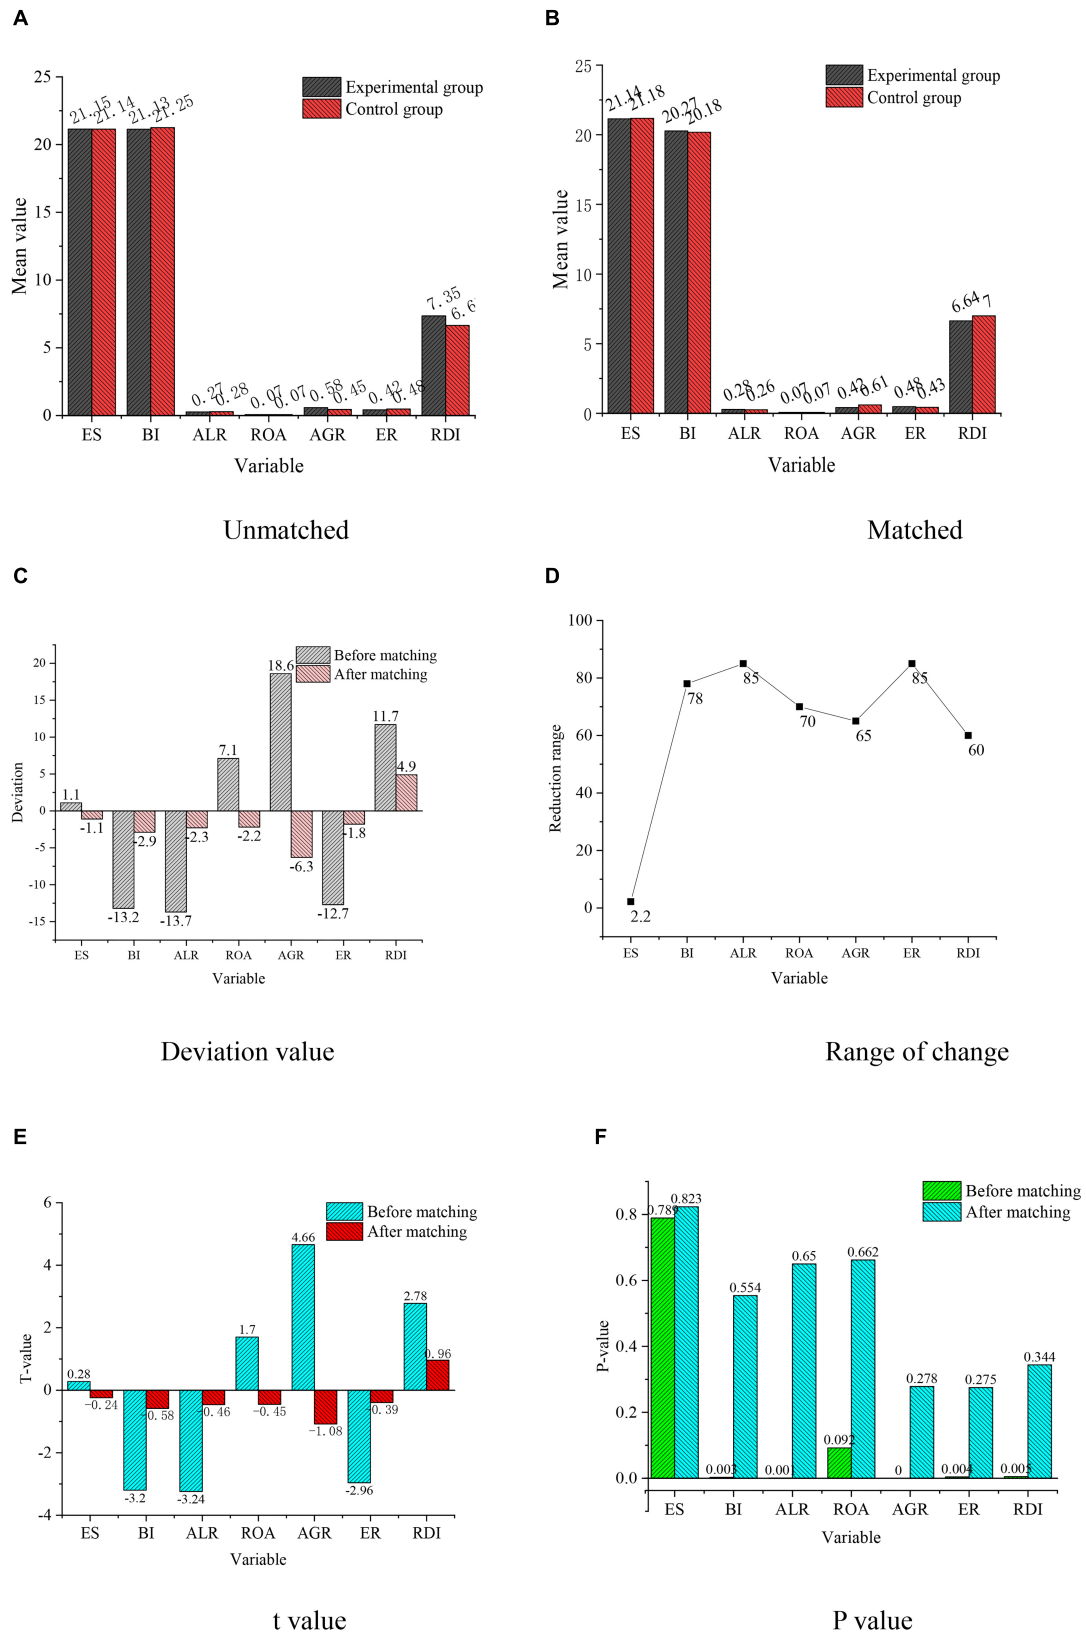 A
25
20
15
10
5
0
Mean value
21.15
21.14
21.13
21.25
0.27
0.28
0.07
0.07
0.58
0.45
0.42
0.48
7.35
6.6
Experimental group
Control group
ES BI ALR ROA AGR ER RDI
Variable
Unmatched
B
25
20
15
10
5
0
Mean value
21.14
21.18
20.27
20.18
0.28
0.26
0.07
0.07
0.42
0.61
0.48
0.43
6.64
7
Experimental group
Control group
ES BI ALR ROA AGR ER RDI
Variable
Matched
C
20
15
10
5
0
-5
-10
-15
Deviation
Before matching
After matching
1.1
-1.1
-13.2
-2.9
-13.7
-2.3
7.1
-2.2
18.6
-6.3
-12.7
-1.8
11.7
4.9
ES BI ALR ROA AGR ER RDI
Variable
Deviation value
D
100
80
60
40
20
0
Reduction range
2.2
78
85
70
65
85
60
ES BI ALR ROA AGR ER RDI
Variable
Range of change
E
6
4
2
0
-2
-4
T-value
Before matching
After matching
0.28
-0.24
-3.2
-0.58
-3.24
-0.46
1.7
-0.45
4.66
-1.08
-2.96
-0.39
2.78
0.96
ES BI ALR ROA AGR ER RDI
Variable
t value
F
0.8
0.6
0.4
0.2
0.0
P-value
Before matching
After matching
0.789
0.823
0.003
0.554
0.001
0.65
0.092
0.662
0
0.278
0.004
0.275
0.005
0.344
ES BI ALR ROA AGR ER RDI
Variable
P value